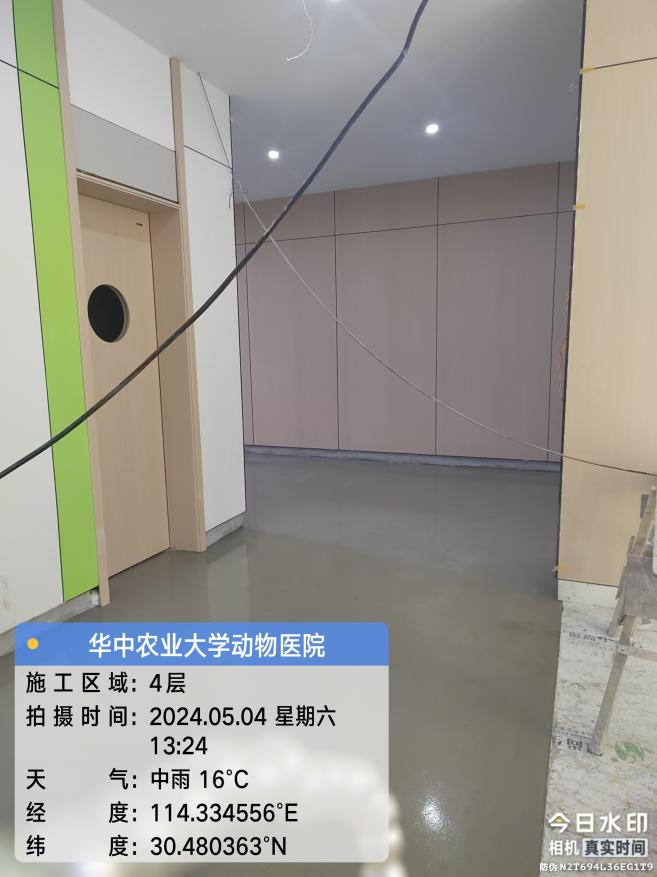 华中农业大学动物医院
施工区域：4层
拍摄时间：2024.05.04 星期六
13:24
天气：中雨 16°C
经度：114.334556°E
纬度：30.480363°N
今日水印
相机 真实时间
防伪 N2T694L36EG1T9